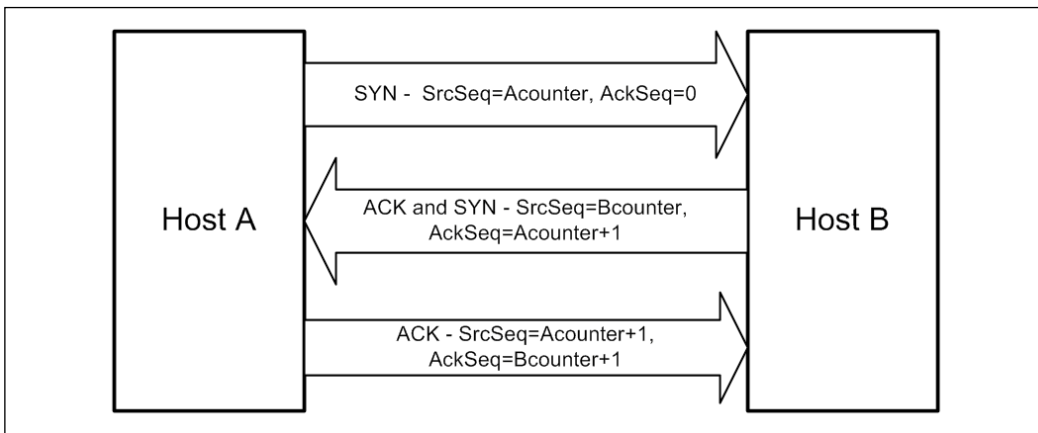 SYN - SrcSeq=Acounter, AckSeq=0
Host A
ACK and SYN - SrcSeq=Bcounter,
AckSeq=Acounter+1
Host B
ACK - SrcSeq=Acounter+1,
AckSeq=Bcounter+1